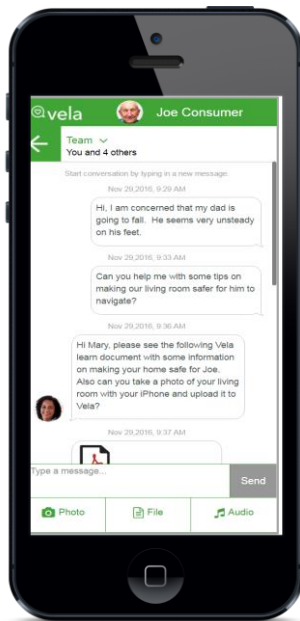 vela
Joe Consumer
Team
You and 4 others
Start conversation by typing in a new message.
Nov 29,2016, 9:29 AM
Hi, I am concerned that my dad is
going to fall. He seems very unsteady
on his feet.
Nov 29,2016, 9:33 AM
Can you help me with some tips on
making our living room safer for him to
navigate?
Nov 29,2016, 9:36 AM
Hi Mary, please see the following Vela
learn document with some information
on making your home safe for Joe.
Also can you take a photo of your living
room with your iPhone and upload it to
Vela?
Nov 29,2016, 9:37 AM
Type a message...
Send
Photo
File
Audio